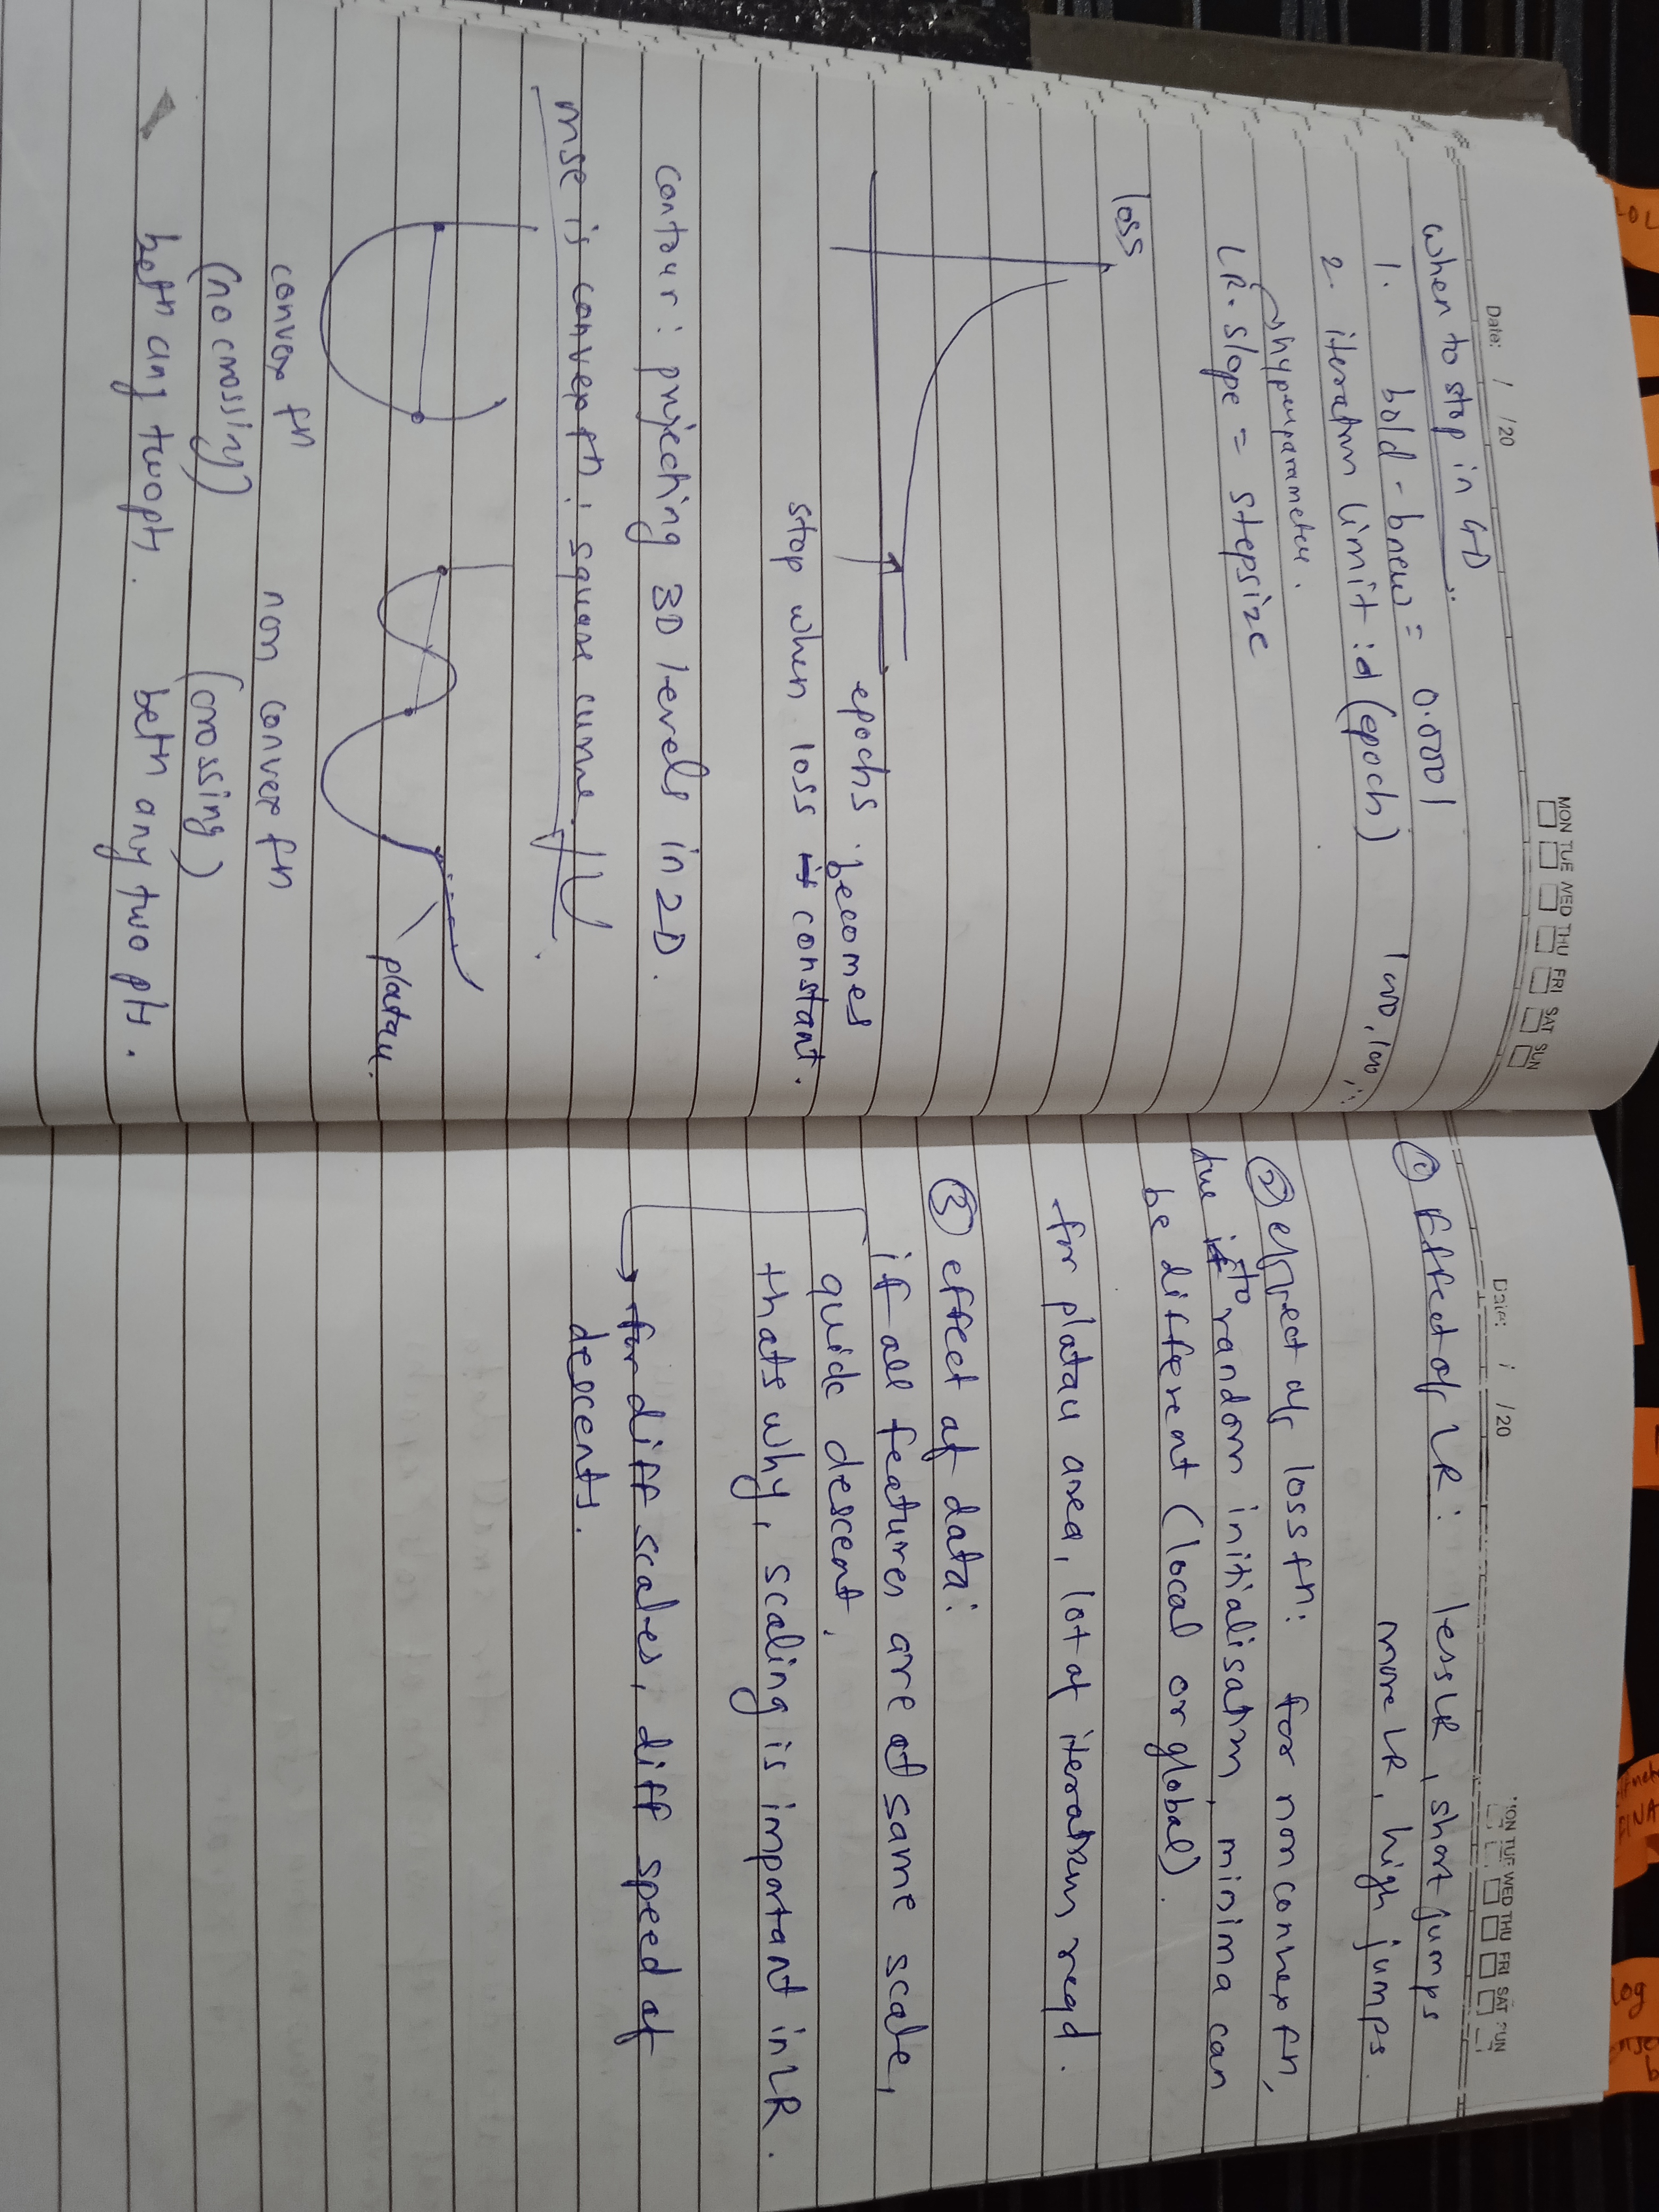 Date: / /20
MON TUE WED THU FRI SAT SUN
when to stop in GD
1. bold - bnew = 0.0001
2. iteration limit : d (epoch) 100, 100,
hyperparameter.
LR. slope = stepsize
loss
epochs
stop when loss becomes constant.
contour : projecting 3D levels in 2D.
mse is convex fn : square curve.
platau.
convex fn
non convex fn
(no crossing)
(crossing)
betn any two pts.
betn any two pts.
Date: / /20
MON TUE WED THU FRI SAT SUN
① Effect of LR : less LR, short jumps
more LR, high jumps
② effect of loss fn: for non convex fn,
due to random initialisation, minima can
be different (local or global).
for platau area, lot of iteration reqd.
③ effect of data:
if all features are of same scale,
quick descent.
thats why, scaling is important in LR.
→ for diff scales, diff speed of
descents.
log